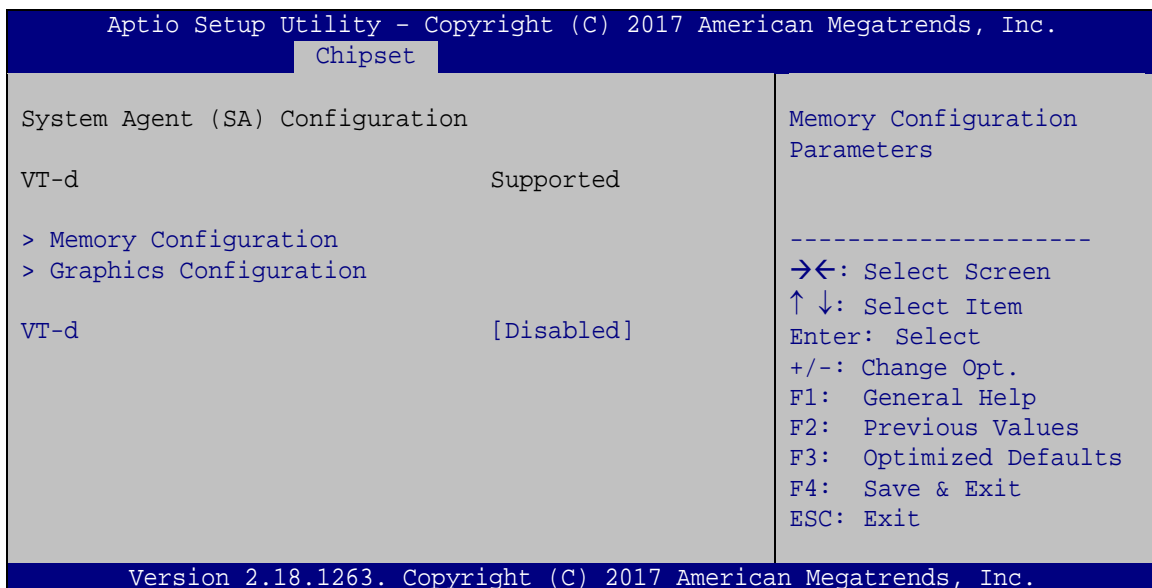 Aptio Setup Utility – Copyright (C) 2017 American Megatrends, Inc.
Chipset
System Agent (SA) Configuration
VT-d Supported
> Memory Configuration
> Graphics Configuration
VT-d [Disabled]
Memory Configuration
Parameters
---------------------
→←: Select Screen
↑ ↓: Select Item
Enter: Select
+/-: Change Opt.
F1: General Help
F2: Previous Values
F3: Optimized Defaults
F4: Save & Exit
ESC: Exit
Version 2.18.1263. Copyright (C) 2017 American Megatrends, Inc.